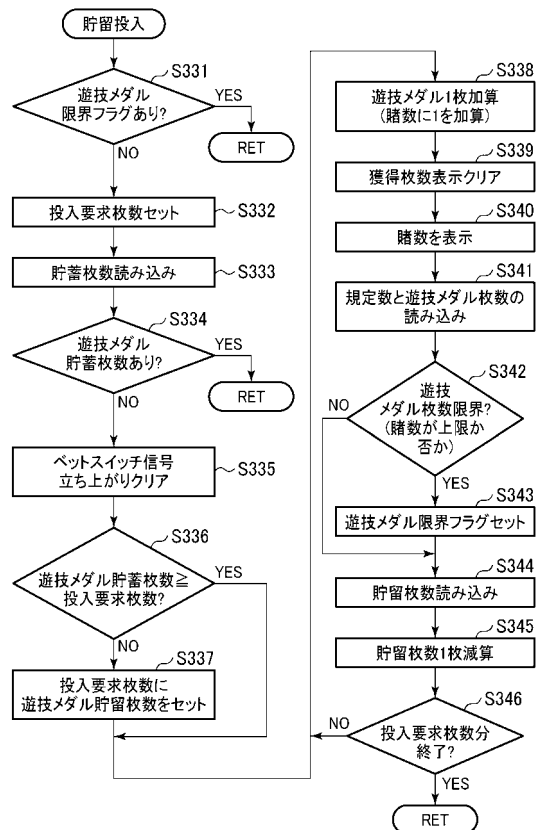 貯留投入
S331
遊技メダル
限界フラグあり?
YES
RET
NO
投入要求枚数セット
S332
貯蓄枚数読み込み
S333
S334
遊技メダル
貯蓄枚数あり?
YES
RET
NO
ベットスイッチ信号
立ち上がりクリア
S335
S336
遊技メダル貯蓄枚数≧
投入要求枚数?
YES
NO
S337
投入要求枚数に
遊技メダル貯留枚数をセット
S338
遊技メダル1枚加算
(賭数に1を加算)
S339
獲得枚数表示クリア
S340
賭数を表示
S341
規定数と遊技メダル枚数の
読み込み
S342
遊技
メダル枚数限界?
(賭数が上限か
否か)
NO
YES
S343
遊技メダル限界フラグセット
S344
貯留枚数読み込み
S345
貯留枚数1枚減算
S346
投入要求枚数分
終了?
NO
YES
RET